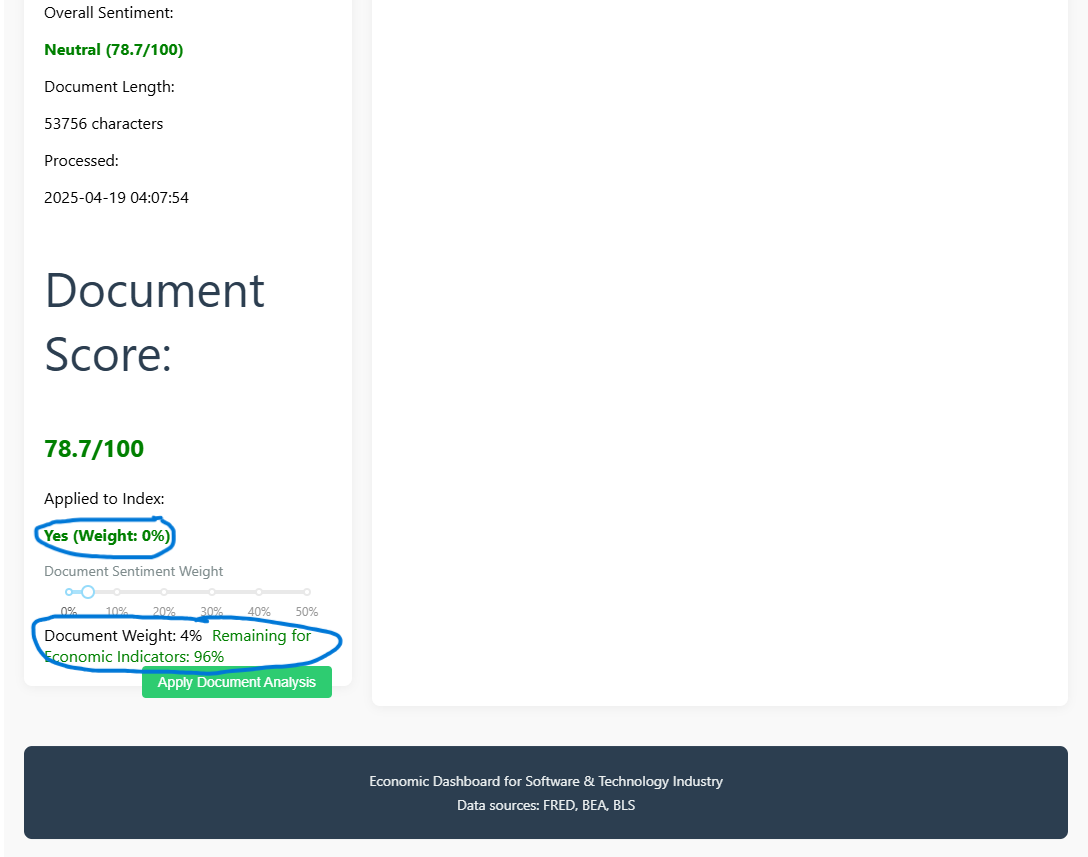 Overall Sentiment:
Neutral (78.7/100)
Document Length:
53756 characters
Processed:
2025-04-19 04:07:54
Document
Score:
78.7/100
Applied to Index:
Yes (Weight: 0%)
Document Sentiment Weight
0% 10% 20% 30% 40% 50%
Document Weight: 4% Remaining for
Economic Indicators: 96%
Apply Document Analysis
Economic Dashboard for Software & Technology Industry
Data sources: FRED, BEA, BLS